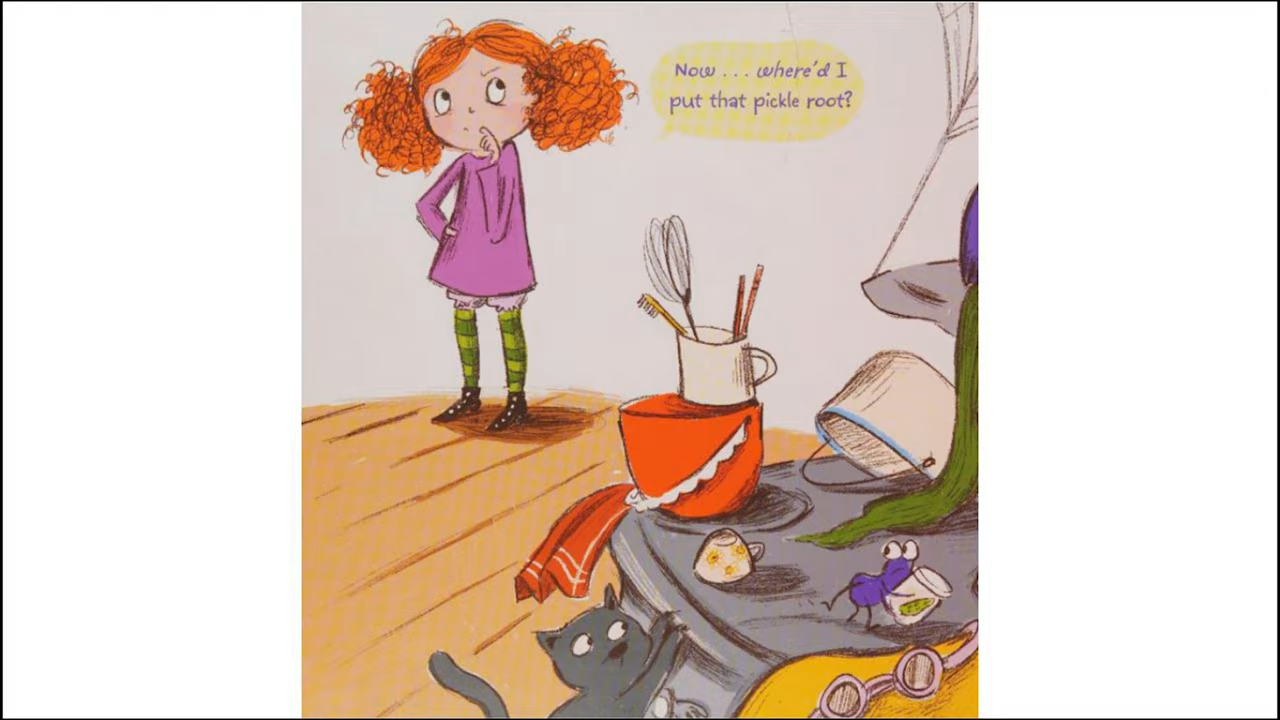 Now . . . where'd I
put that pickle root?